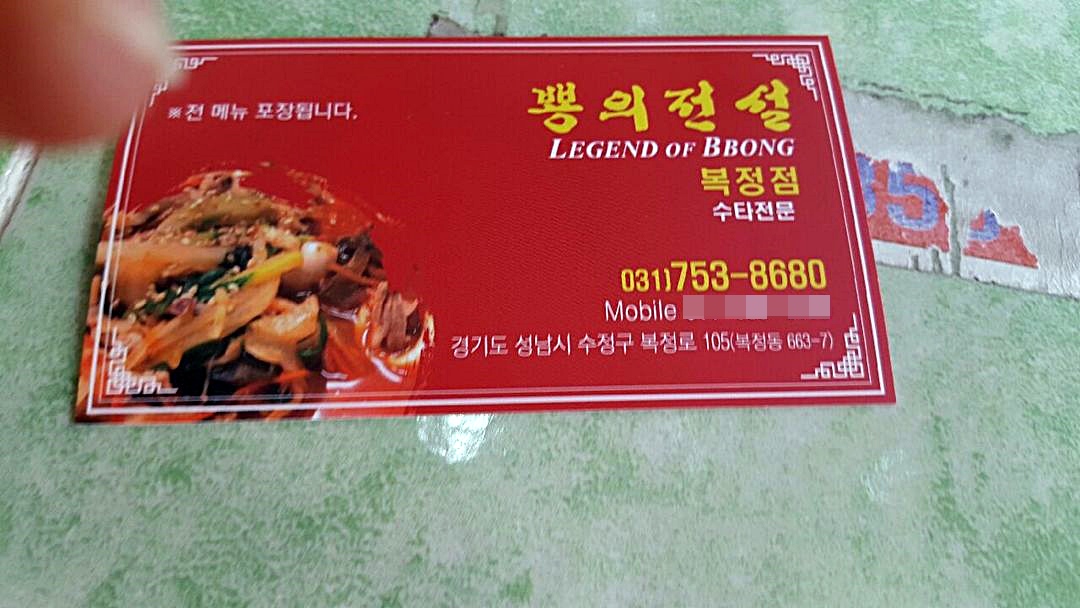 ※전 메뉴 포장됩니다.
뽕의전설
LEGEND OF BBONG
복정점
수타전문
031)753-8680
Mobile
경기도 성남시 수정구 복정로 105(복정동 663-7)